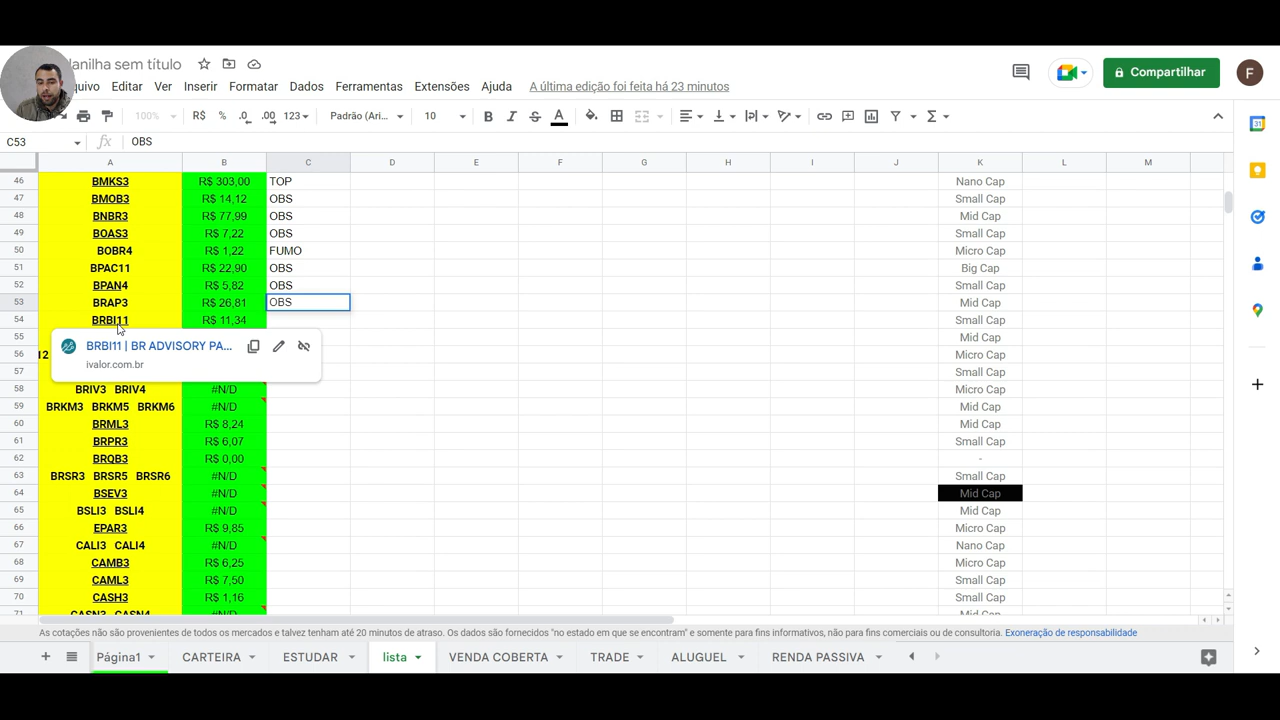 lanilha sem título
quivo Editar Ver Inserir Formatar Dados Ferramentas Extensões Ajuda A última edição foi feita há 23 minutos
Compartilhar F
100% R$ % .0 .00 123 Padrão (Ari... 10 B I S A
C53 fx OBS
A B C D E F G H I J K L M
46 BMKS3 R$ 303,00 TOP Nano Cap
47 BMOB3 R$ 14,12 OBS Small Cap
48 BNBR3 R$ 77,99 OBS Mid Cap
49 BOAS3 R$ 7,22 OBS Small Cap
50 BOBR4 R$ 1,22 FUMO Micro Cap
51 BPAC11 R$ 22,90 OBS Big Cap
52 BPAN4 R$ 5,82 OBS Small Cap
53 BRAP3 R$ 26,81 OBS Mid Cap
54 BRBI11 R$ 11,34 Small Cap
55 Mid Cap
BRBI11 | BR ADVISORY PA...
56 12 Micro Cap
ivalor.com.br
57 Small Cap
58 BRIV3 BRIV4 #N/D Micro Cap
59 BRKM3 BRKM5 BRKM6 #N/D Mid Cap
60 BRML3 R$ 8,24 Mid Cap
61 BRPR3 R$ 6,07 Small Cap
62 BRQB3 R$ 0,00 -
63 BRSR3 BRSR5 BRSR6 #N/D Small Cap
64 BSEV3 #N/D Mid Cap
65 BSLI3 BSLI4 #N/D Mid Cap
66 EPAR3 R$ 9,85 Micro Cap
67 CALI3 CALI4 #N/D Nano Cap
68 CAMB3 R$ 6,25 Micro Cap
69 CAML3 R$ 7,50 Small Cap
70 CASH3 R$ 1,16 Small Cap
71 CASN3 CASN4 #N/D Mid Cap
As cotações não são provenientes de todos os mercados e talvez tenham até 20 minutos de atraso. Os dados são fornecidos "no estado em que se encontram" e somente para fins informativos, não para fins comerciais ou de consultoria. Exoneração de responsabilidade
Página1 CARTEIRA ESTUDAR lista VENDA COBERTA TRADE ALUGUEL RENDA PASSIVA